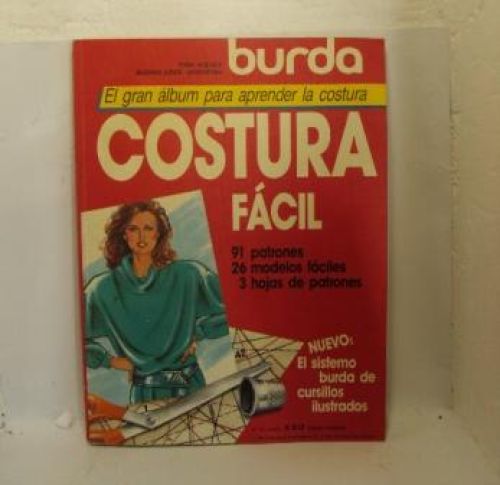 burda
El gran álbum para aprender la costura
COSTURA
FÁCIL
91 patrones
26 modelos fáciles
3 hojas de patrones
NUEVO:
El sistema
burda de
cursillos
ilustrados